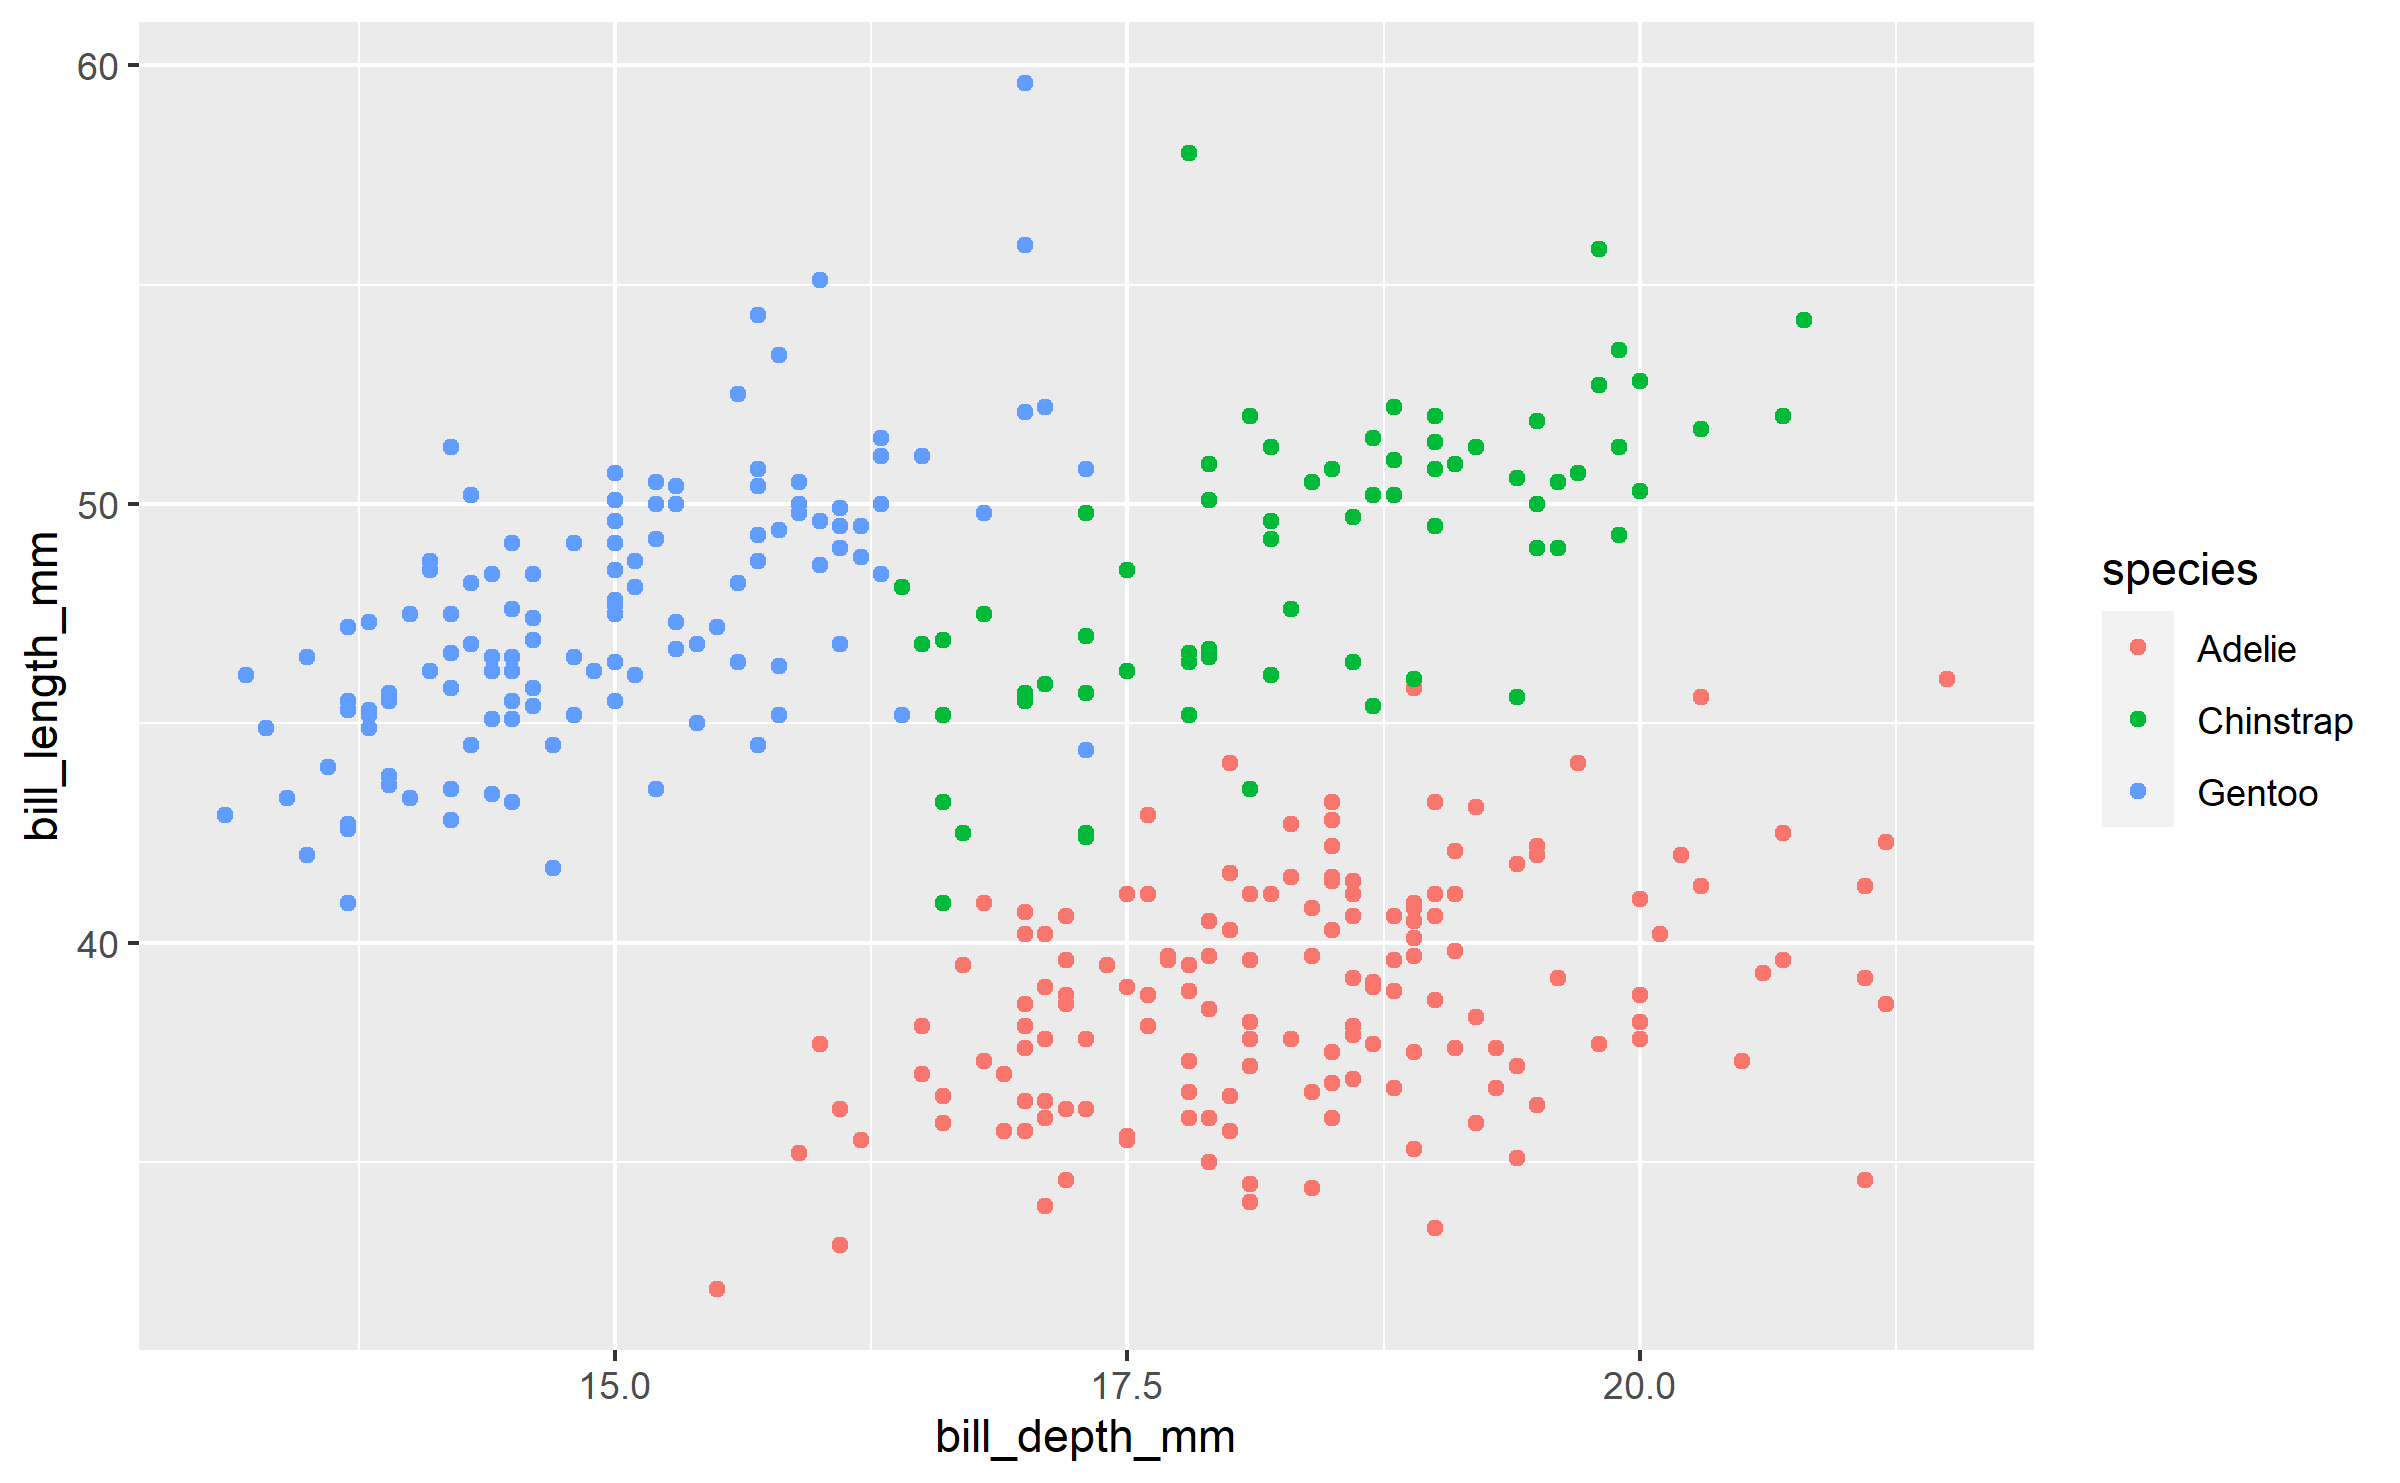 60
50
40
bill_length_mm
15.0 17.5 20.0
bill_depth_mm
species
Adelie
Chinstrap
Gentoo